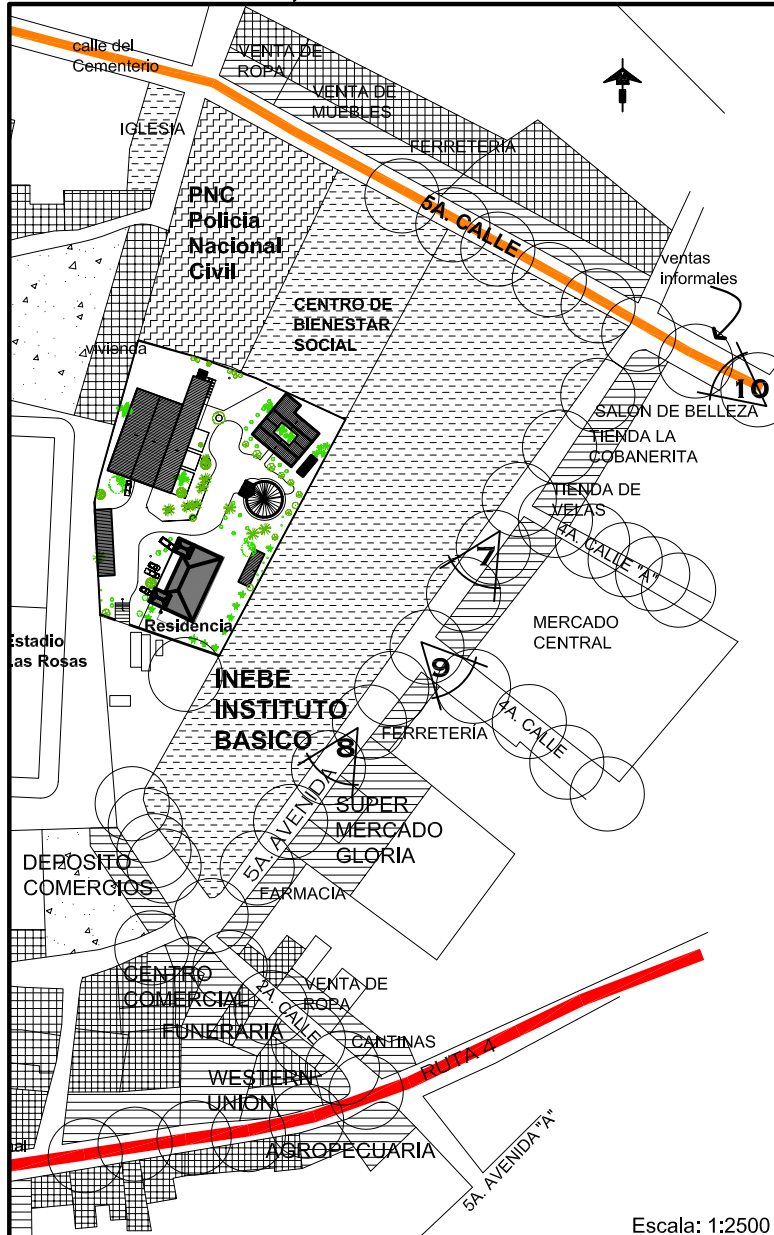 calle del
Cementerio
VENTA DE
ROPA
VENTA DE
MUEBLES
IGLESIA
FERRETERIA
PNC
Policia
Nacional
Civil
5A. CALLE
ventas
informales
CENTRO DE
BIENESTAR
SOCIAL
vivienda
10
SALON DE BELLEZA
TIENDA LA
COBANERITA
TIENDA DE
VELAS
4A. CALLE "A"
7
MERCADO
CENTRAL
Residencia
Estadio
Las Rosas
9
INEBE
INSTITUTO
BASICO
4A. CALLE
FERRETERÍA
8
5A. AVENIDA
SUPER
MERCADO
GLORIA
DEPOSITO
COMERCIOS
FARMACIA
CENTRO
COMERCIAL
VENTA DE
ROPA
2A. CALLE
FUNERARIA
CANTINAS
RUTA 4
WESTERN
UNION
AGROPECUARIA
5A. AVENIDA "A"
Escala: 1:2500